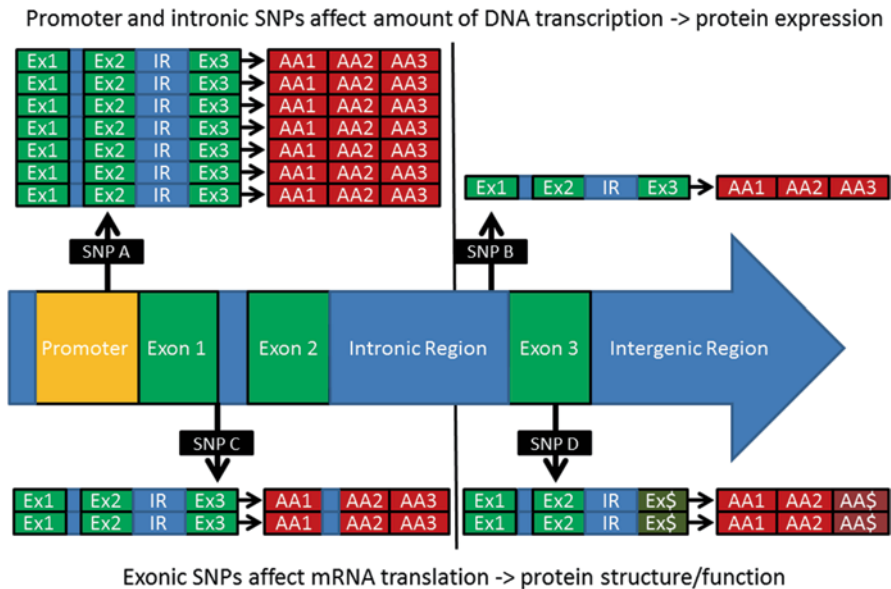 Promoter and intronic SNPs affect amount of DNA transcription -> protein expression
Ex1 Ex2 IR Ex3 AA1 AA2 AA3
Ex1 Ex2 IR Ex3 AA1 AA2 AA3
Ex1 Ex2 IR Ex3 AA1 AA2 AA3
Ex1 Ex2 IR Ex3 AA1 AA2 AA3
Ex1 Ex2 IR Ex3 AA1 AA2 AA3
Ex1 Ex2 IR Ex3 AA1 AA2 AA3
Ex1 Ex2 IR Ex3 AA1 AA2 AA3
Ex1 Ex2 IR Ex3 AA1 AA2 AA3
SNP A
SNP B
Promoter Exon 1 Exon 2 Intronic Region Exon 3 Intergenic Region
SNP C
SNP D
Ex1 Ex2 IR Ex3 AA1 AA2 AA3
Ex1 Ex2 IR Ex3 AA1 AA2 AA3
Ex1 Ex2 IR Ex$ AA1 AA2 AA$
Ex1 Ex2 IR Ex$ AA1 AA2 AA$
Exonic SNPs affect mRNA translation -> protein structure/function